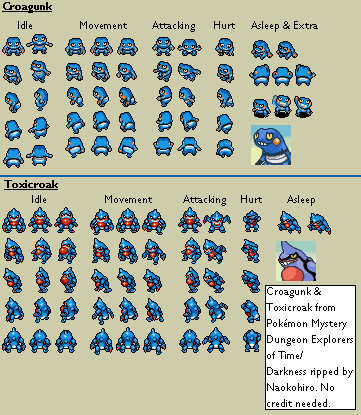 Croagunk
Idle Movement Attacking Hurt Asleep & Extra
Toxicroak
Idle Movement Attacking Hurt Asleep
Croagunk &
Toxicroak from
Pokémon Mystery
Dungeon Explorers
of Time/
Darkness ripped by
Naokohiro. No
credit needed.